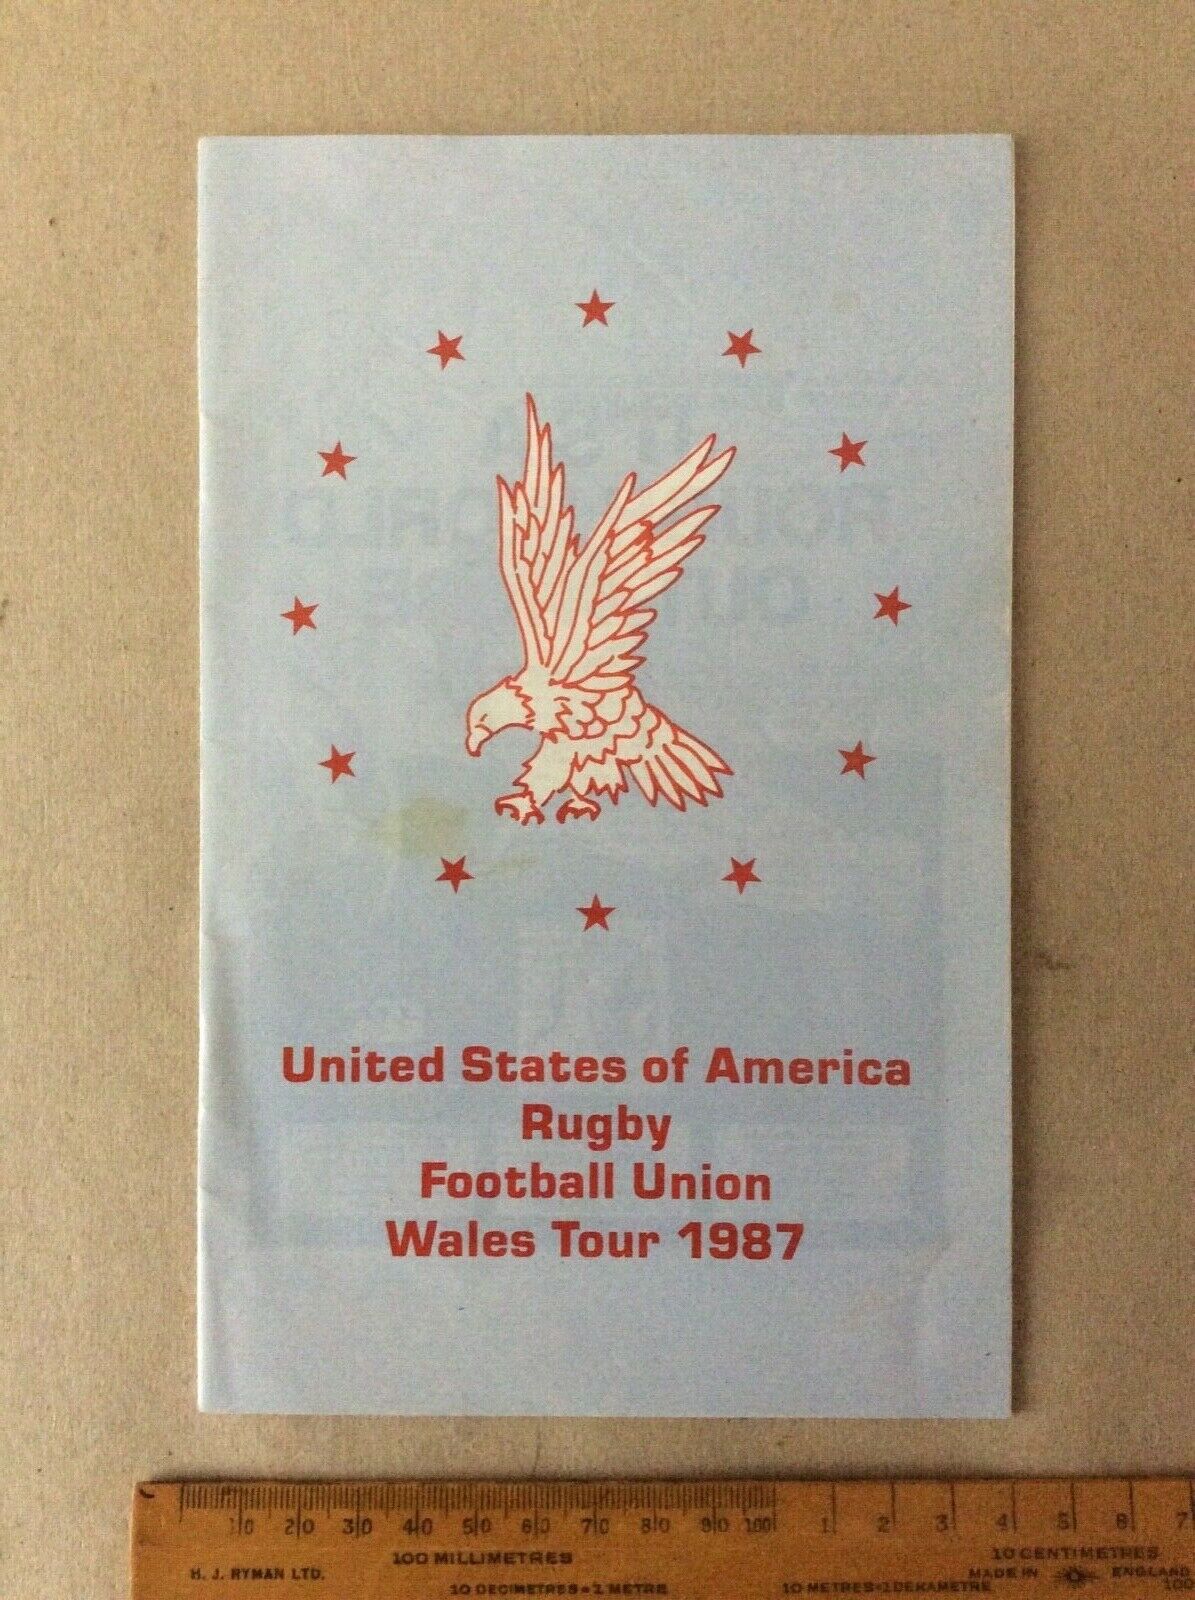 United States of America
Rugby
Football Union
Wales Tour 1987
10 20 30 40 50 60 70 80 90 100 1 2 3 4 5 6 7
100 MILLIMETRES 10 CENTIMETRES
H. J. RYMAN LTD. MADE IN ENGLAND
10 DECIMETRES = 1 METRE 10 METRES = 1 DEKAMETRE 100